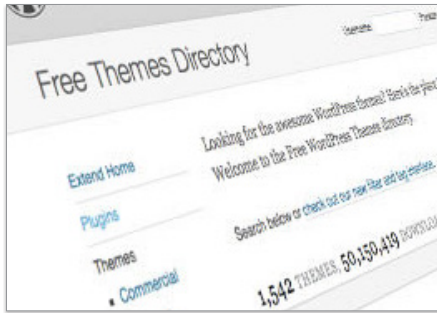 Username
Free Themes Directory
Looking for the awesome WordPress themes? Here's the
Welcome to the Free WordPress Themes directory.
Extend Home
Plugins
Search below or check out our new filter and tag interface.
Themes
Commercial
1,542 THEMES, 50,150,419